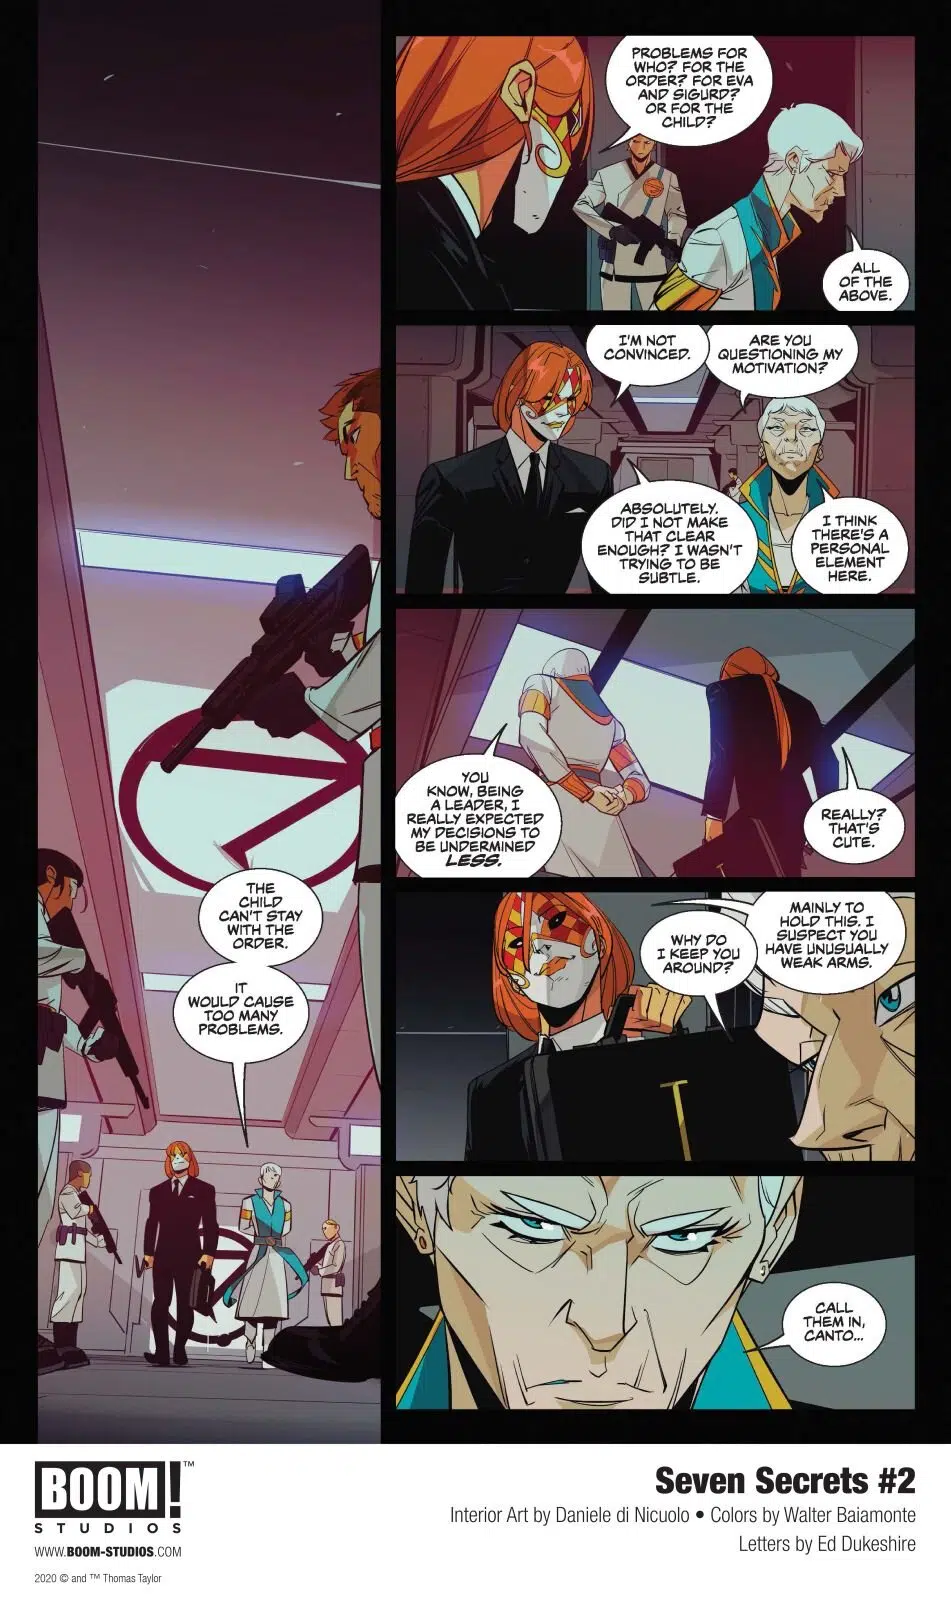 THE
CHILD
CAN'T STAY
WITH THE
ORDER.
IT
WOULD CAUSE
TOO MANY
PROBLEMS.
PROBLEMS FOR
WHO? FOR THE
ORDER? FOR EVA
AND SIGURD?
OR FOR THE
CHILD?
ALL
OF THE
ABOVE.
I'M NOT
CONVINCED.
ARE YOU
QUESTIONING MY
MOTIVATION?
ABSOLUTELY.
DID I NOT MAKE
THAT CLEAR
ENOUGH? I WASN'T
TRYING TO BE
SUBTLE.
I THINK
THERE'S A
PERSONAL
ELEMENT
HERE.
YOU
KNOW, BEING
A LEADER, I
REALLY EXPECTED
MY DECISIONS TO
BE UNDERMINED
LESS.
REALLY?
THAT'S
CUTE.
WHY DO
I KEEP YOU
AROUND?
MAINLY TO
HOLD THIS. I
SUSPECT YOU
HAVE UNUSUALLY
WEAK ARMS.
I
CALL
THEM IN,
CANTO...
BOOM!™
STUDIOS
WWW.BOOM-STUDIOS.COM
2020 © and ™ Thomas Taylor
Seven Secrets #2
Interior Art by Daniele di Nicuolo • Colors by Walter Baiamonte
Letters by Ed Dukeshire